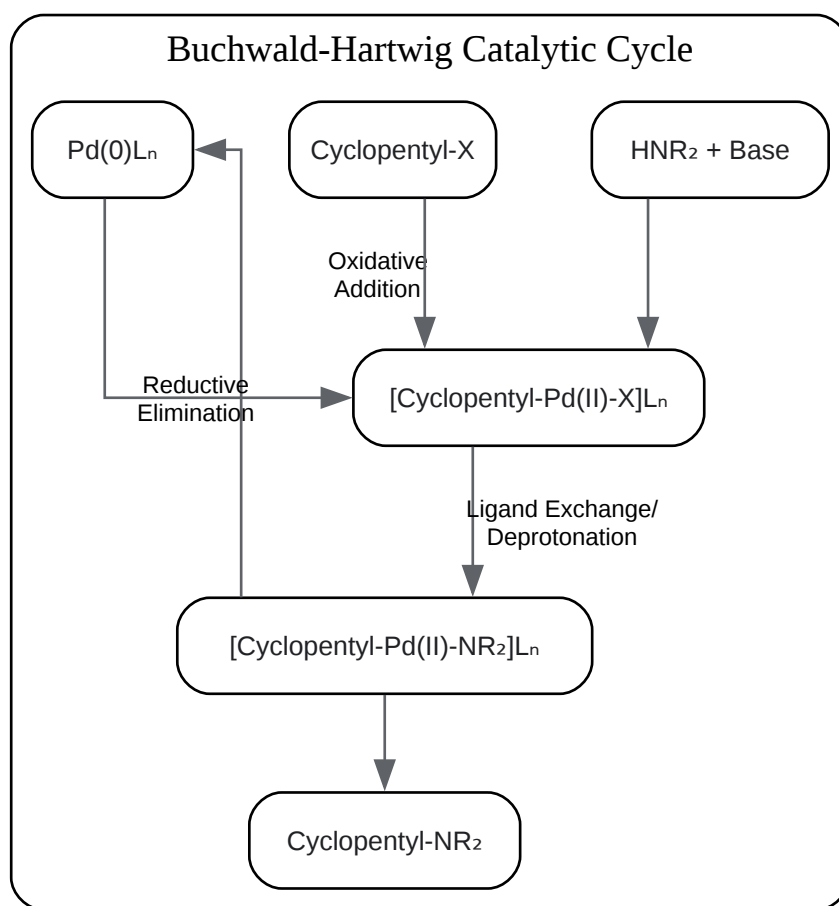 Buchwald-Hartwig Catalytic Cycle
Pd(0)Lₙ
Cyclopentyl-X
HNR₂ + Base
Oxidative
Addition
Reductive
Elimination
[Cyclopentyl-Pd(II)-X]Lₙ
Ligand Exchange/
Deprotonation
[Cyclopentyl-Pd(II)-NR₂]Lₙ
Cyclopentyl-NR₂